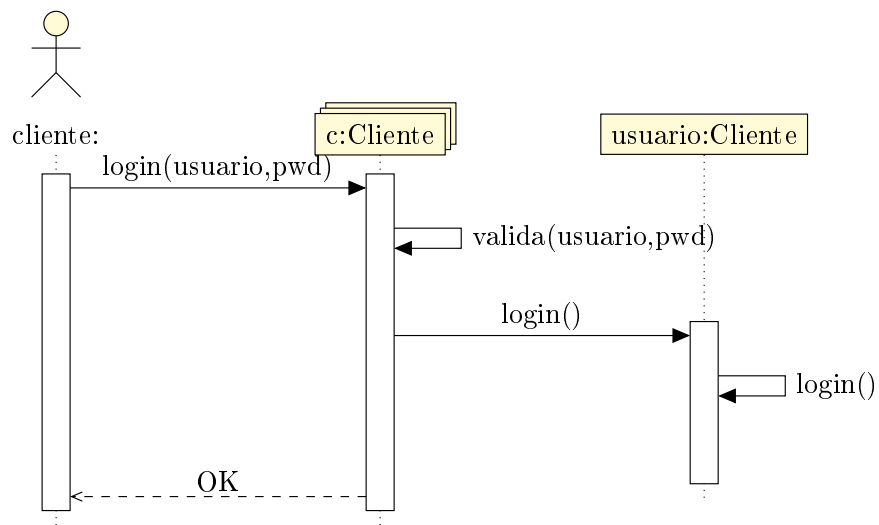 cliente:
c:Cliente
usuario:Cliente
login(usuario,pwd)
valida(usuario,pwd)
login()
login()
OK